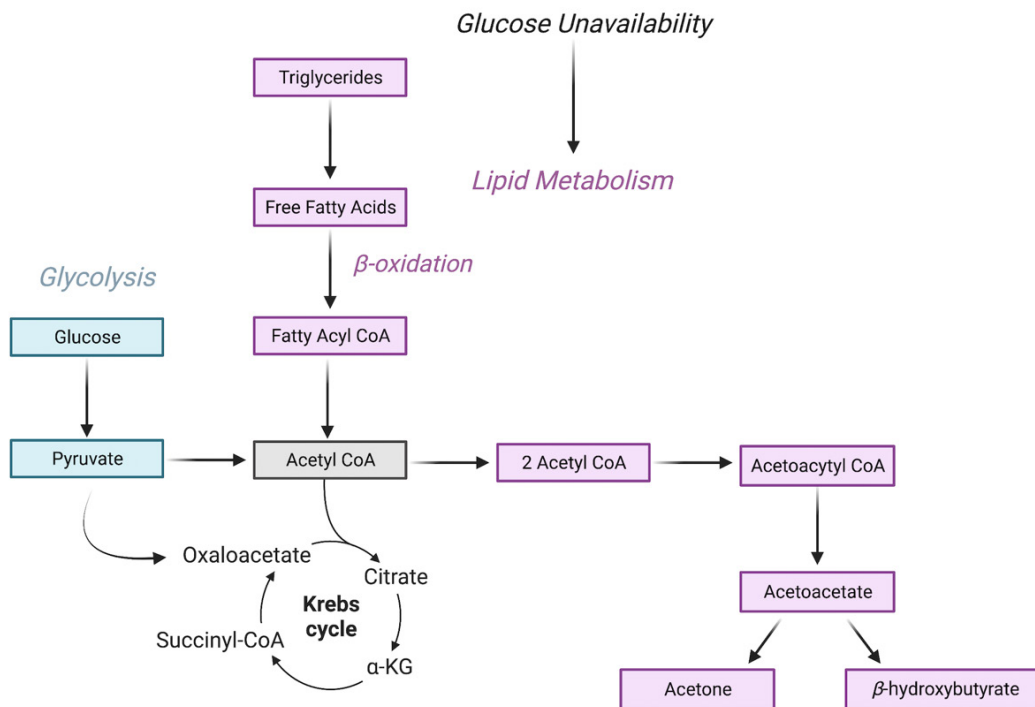 Glucose Unavailability
Triglycerides
Lipid Metabolism
Free Fatty Acids
β-oxidation
Glycolysis
Glucose
Fatty Acyl CoA
Pyruvate
Acetyl CoA
2 Acetyl CoA
Acetoacytyl CoA
Oxaloacetate
Citrate
Krebs
cycle
Succinyl-CoA
α-KG
Acetoacetate
Acetone
β-hydroxybutyrate